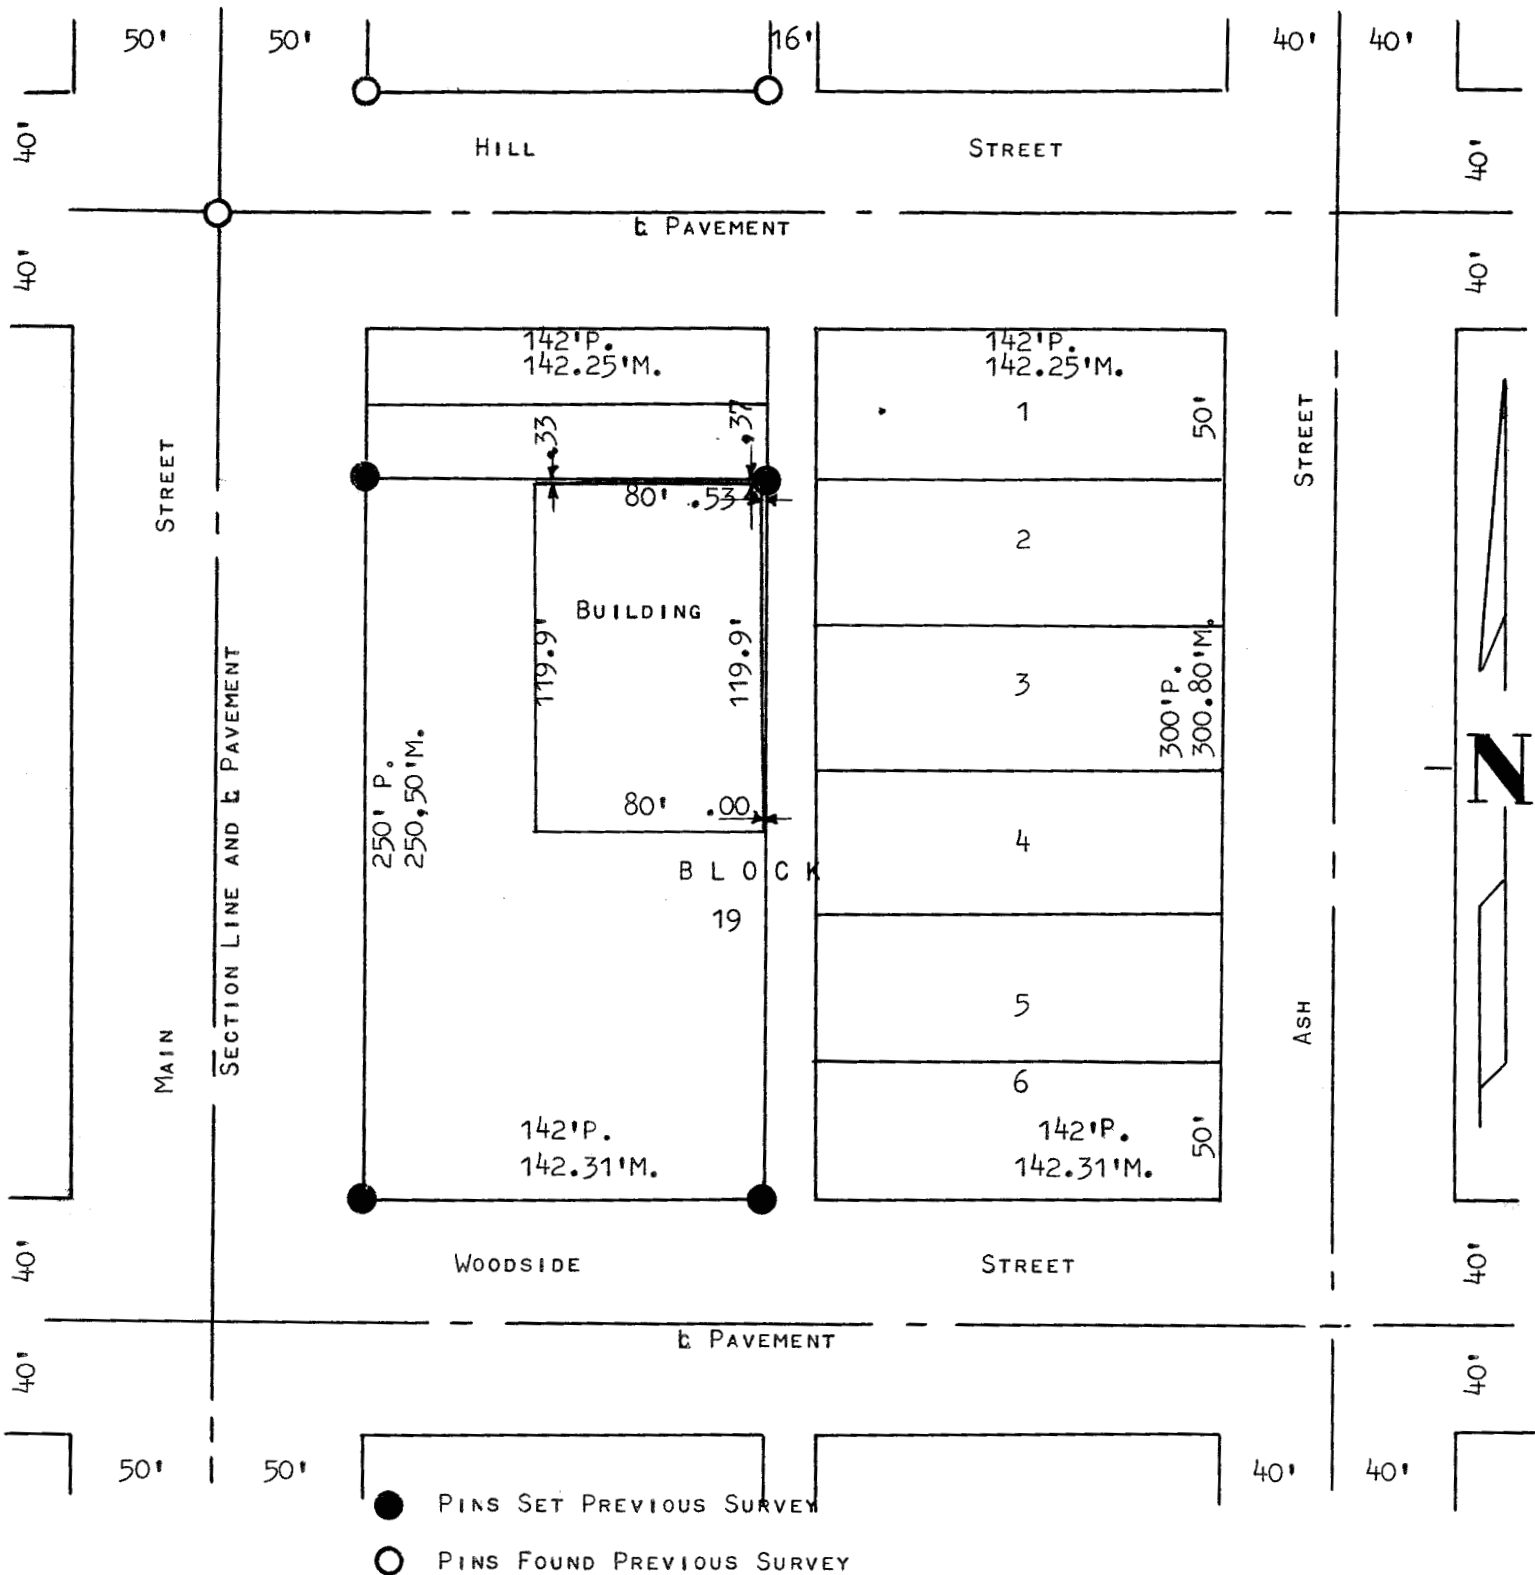 50' 50' 16' 40' 40'
40' HILL STREET 40'
℄ PAVEMENT
40' 40'
142'P. 142'P.
142.25'M. 142.25'M.
.33 .37 1 50'
80' .53
STREET STREET
2
BUILDING
119.9' 119.9'
3
300'P.
300.80'M.
SECTION LINE AND ℄ PAVEMENT
250' P.
250,50'M.
N
80' .00
4
BLOCK
19
5
MAIN ASH
6
142'P. 142'P. 50'
142.31'M. 142.31'M.
40' WOODSIDE STREET 40'
℄ PAVEMENT
40' 40'
50' 50' 40' 40'
PINS SET PREVIOUS SURVEY
PINS FOUND PREVIOUS SURVEY